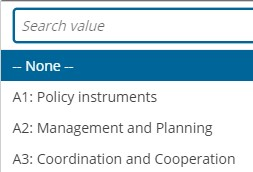 Search value
-- None --
A1: Policy instruments
A2: Management and Planning
A3: Coordination and Cooperation